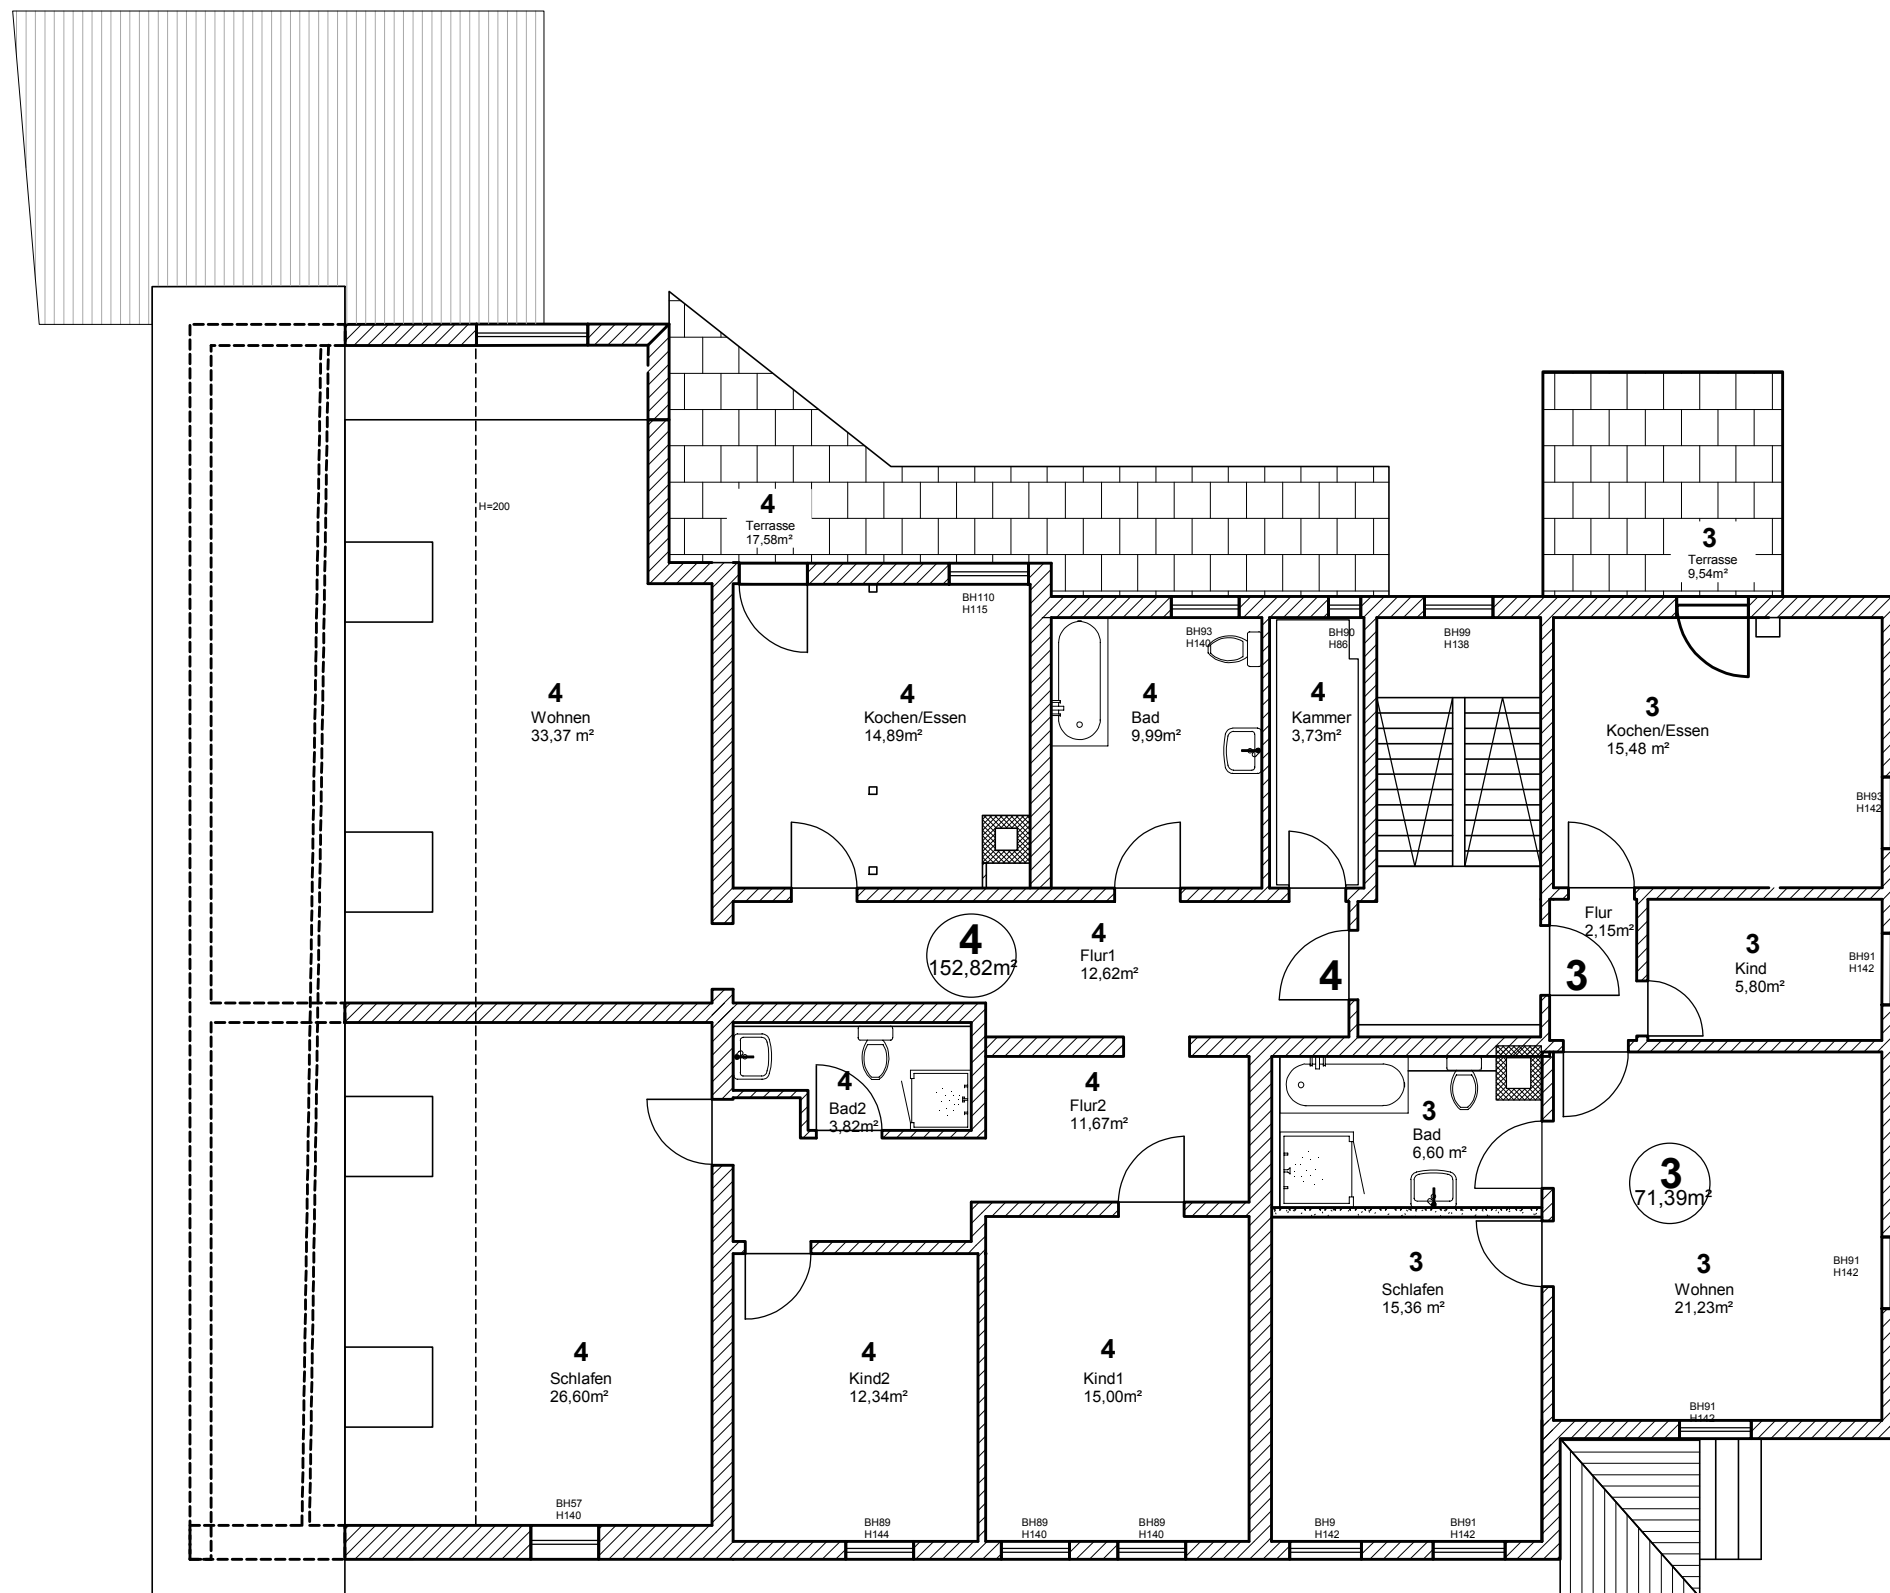 H=200
4
Terrasse
17,58m²
3
Terrasse
9,54m²
BH110
H115
BH93
H140
BH90
H86
BH99
H138
4
Wohnen
33,37 m²
4
Kochen/Essen
14,89m²
4
Bad
9,99m²
4
Kammer
3,73m²
3
Kochen/Essen
15,48 m²
BH93
H142
4
152,82m²
4
Flur1
12,62m²
4
3
Flur
2,15m²
3
Kind
5,80m²
BH91
H142
4
Bad2
3,82m²
4
Flur2
11,67m²
3
Bad
6,60 m²
3
71,39m²
3
Schlafen
15,36 m²
3
Wohnen
21,23m²
BH91
H142
4
Schlafen
26,60m²
4
Kind2
12,34m²
4
Kind1
15,00m²
BH91
H142
BH57
H140
BH89
H144
BH89
H140
BH89
H140
BH9
H142
BH91
H142